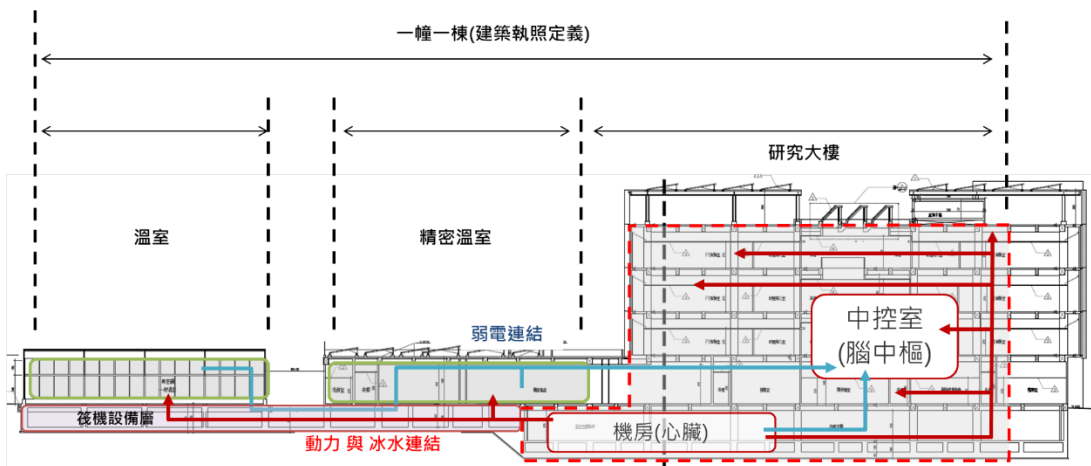 一幢一棟(建築執照定義)
研究大樓
溫室
精密溫室
弱電連結
中控室
(腦中樞)
筏機設備層
機房(心臟)
動力 與 冰水連結